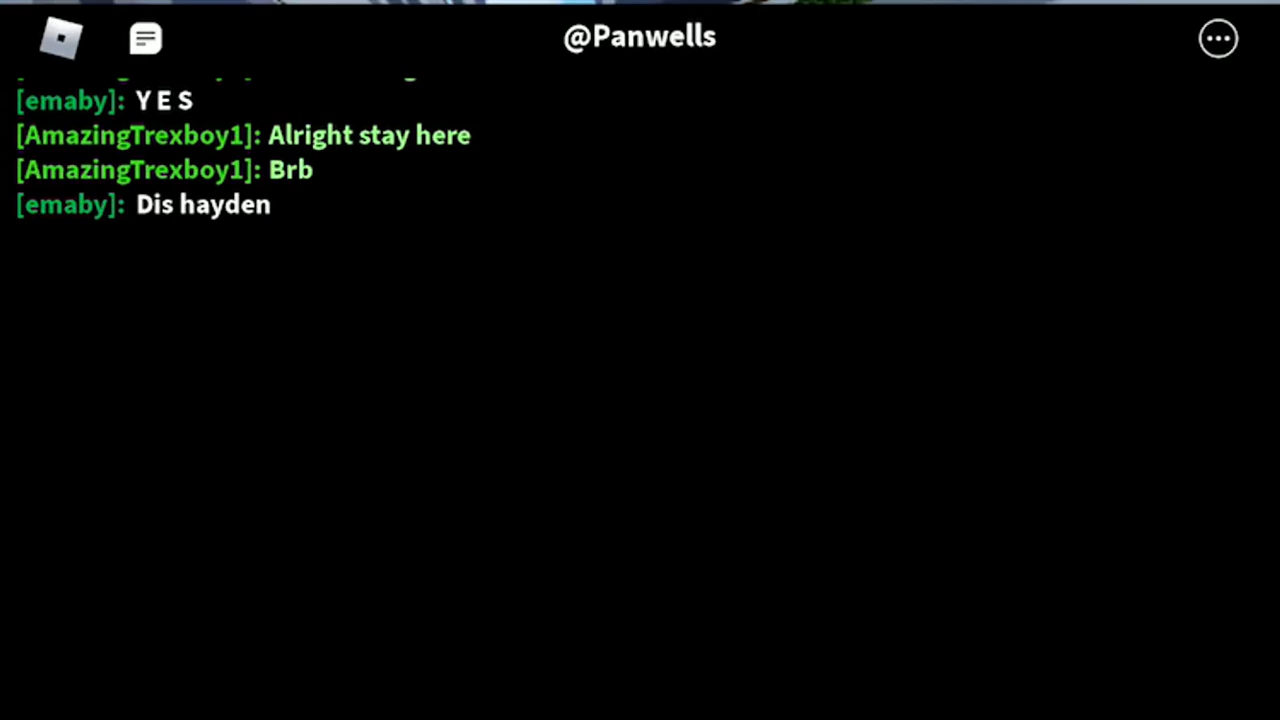 @Panwells
[emaby]: Y E S
[AmazingTrexboy1]: Alright stay here
[AmazingTrexboy1]: Brb
[emaby]: Dis hayden